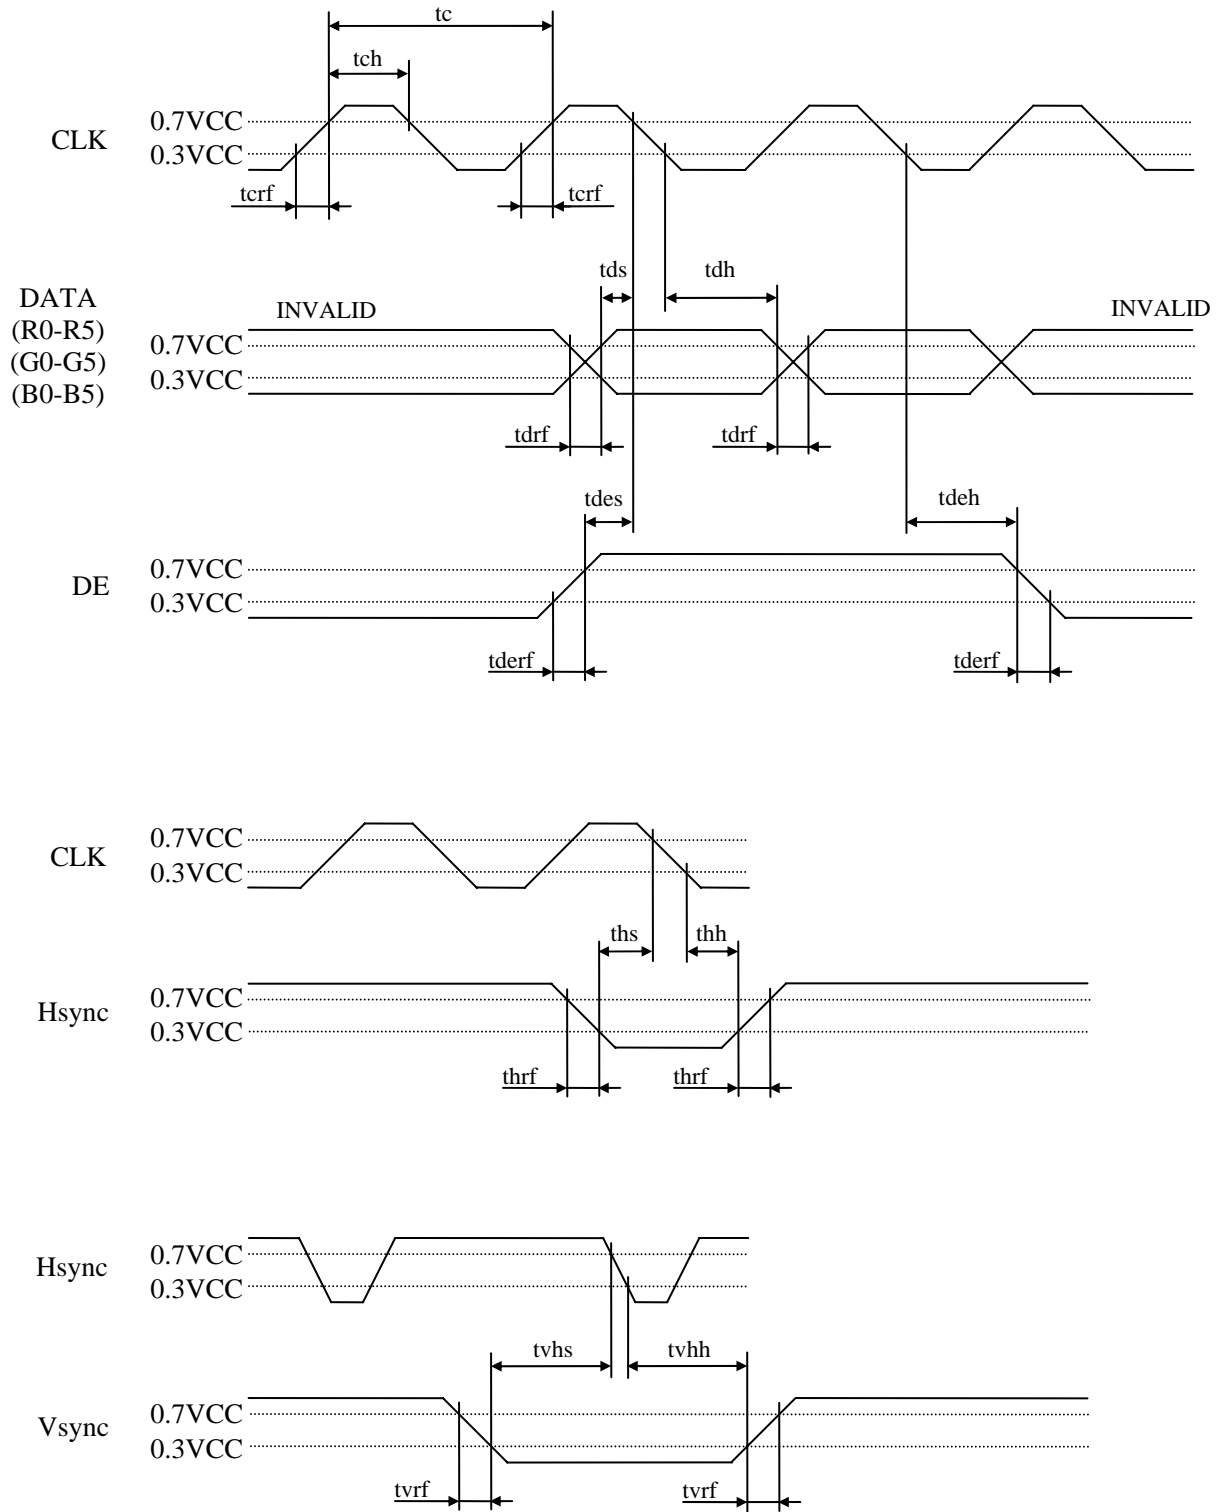 tc
tch
CLK
0.7VCC
0.3VCC
tcrf
tcrf
tds
tdh
DATA
(R0-R5)
(G0-G5)
(B0-B5)
INVALID
INVALID
0.7VCC
0.3VCC
tdrf
tdrf
tdes
tdeh
DE
0.7VCC
0.3VCC
tderf
tderf
CLK
0.7VCC
0.3VCC
ths
thh
Hsync
0.7VCC
0.3VCC
thrf
thrf
Hsync
0.7VCC
0.3VCC
tvhs
tvhh
Vsync
0.7VCC
0.3VCC
tvrf
tvrf